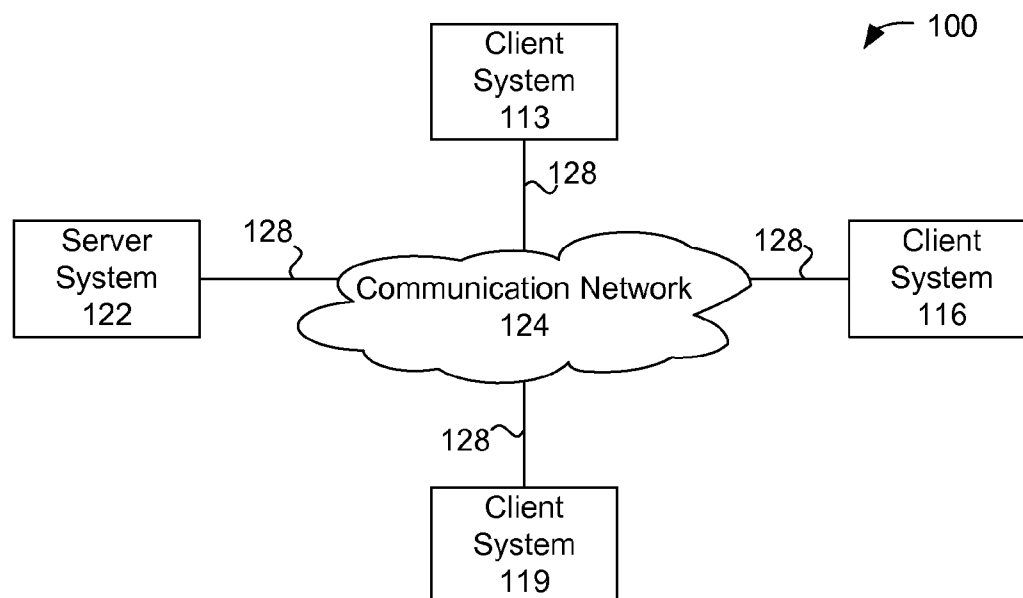 100
Client
System
113
128
Server
System
122
128
Communication Network
124
128
Client
System
116
128
Client
System
119